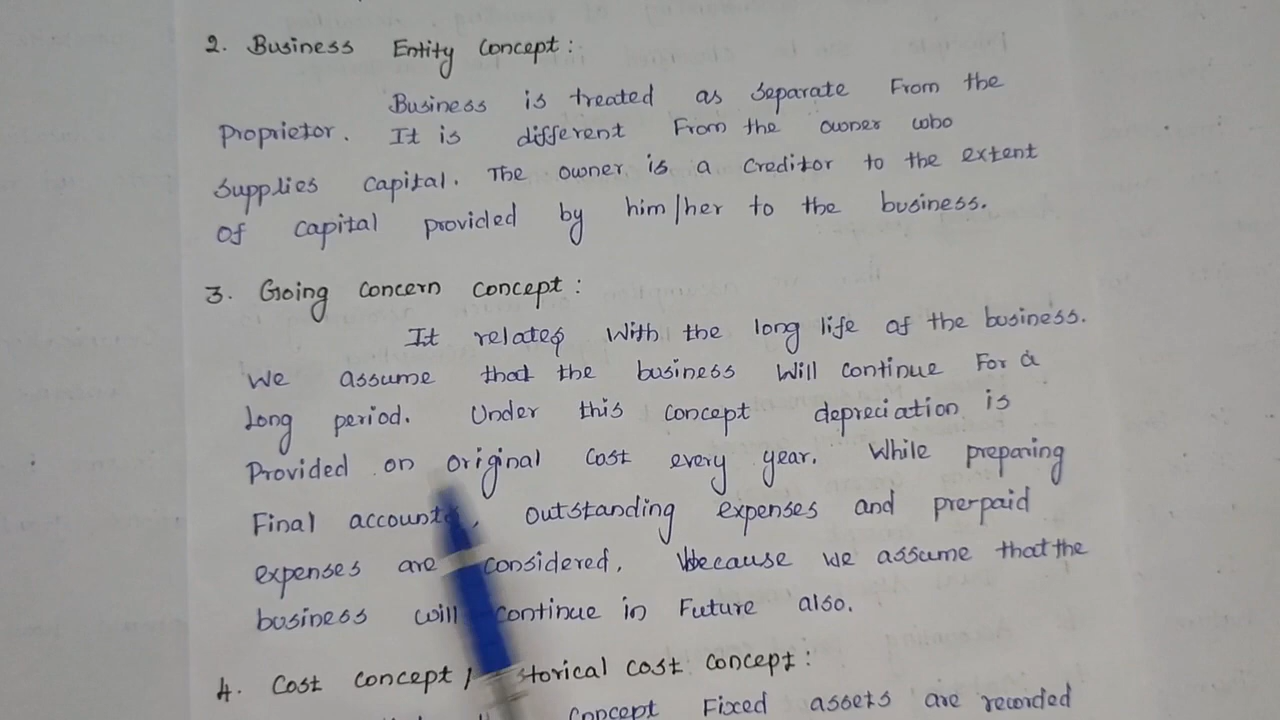 2. Business Entity Concept :
Business is treated as separate From the
Proprietor. It is different From the owner who
supplies capital. The owner is a creditor to the extent
of capital provided by him/her to the business.
3. Going concern concept :
It relates With the long life of the business.
We assume that the business Will continue For a
long period. Under this concept depreciation is
Provided on original cost every year. While preparing
Final accounts, outstanding expenses and pre-paid
expenses are considered, because we assume that the
business will continue in Future also.
4. Cost concept / storical cost concept :
concept Fixed assets are recorded